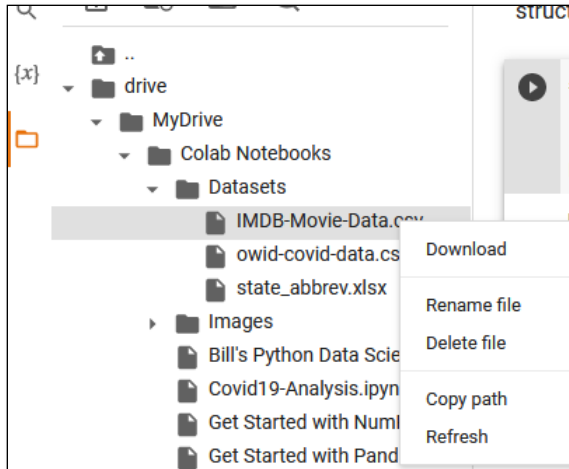 struct
{x}
..
drive
MyDrive
Colab Notebooks
Datasets
IMDB-Movie-Data.csv
owid-covid-data.cs
state_abbrev.xlsx
Images
Bill's Python Data Scie
Covid19-Analysis.ipyn
Get Started with Num
Get Started with Pand
Download
Rename file
Delete file
Copy path
Refresh